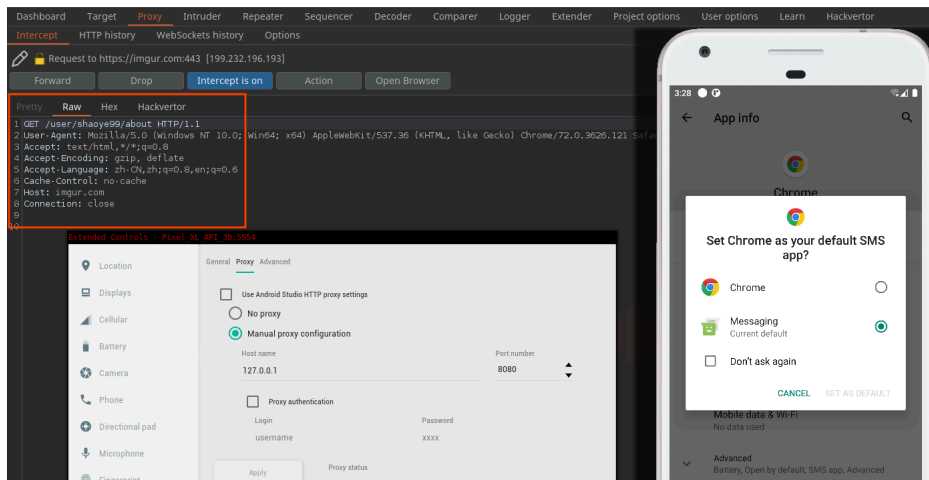 Dashboard Target Proxy Intruder Repeater Sequencer Decoder Comparer Logger Extender Project options User options Learn Hackvertor
Intercept HTTP history WebSockets history Options
Request to https://imgur.com:443 [199.232.196.193]
Forward Drop Intercept is on Action Open Browser
Pretty Raw Hex Hackvertor
1 GET /user/shaoye99/about HTTP/1.1
2 User-Agent: Mozilla/5.0 (Windows NT 10.0; Win64; x64) AppleWebKit/537.36 (KHTML, like Gecko) Chrome/72.0.3626.121 Safa
3 Accept: text/html,*/*;q=0.8
4 Accept-Encoding: gzip, deflate
5 Accept-Language: zh-CN,zh;q=0.8,en;q=0.6
6 Cache-Control: no-cache
7 Host: imgur.com
8 Connection: close
9
10
Extended Controls - Pixel XL API 30:5554
Location
Displays
Cellular
Battery
Camera
Phone
Directional pad
Microphone
Fingerprint
General Proxy Advanced
Use Android Studio HTTP proxy settings
No proxy
Manual proxy configuration
Host name Port number
127.0.0.1 8080
Proxy authentication
Login Password
username xxxx
Apply Proxy status
3:28
App info
Chrome
Set Chrome as your default SMS
app?
Chrome
Messaging
Current default
Don't ask again
CANCEL SET AS DEFAULT
Mobile data & Wi-Fi
No data used
Advanced
Battery, Open by default, SMS app, Advanced